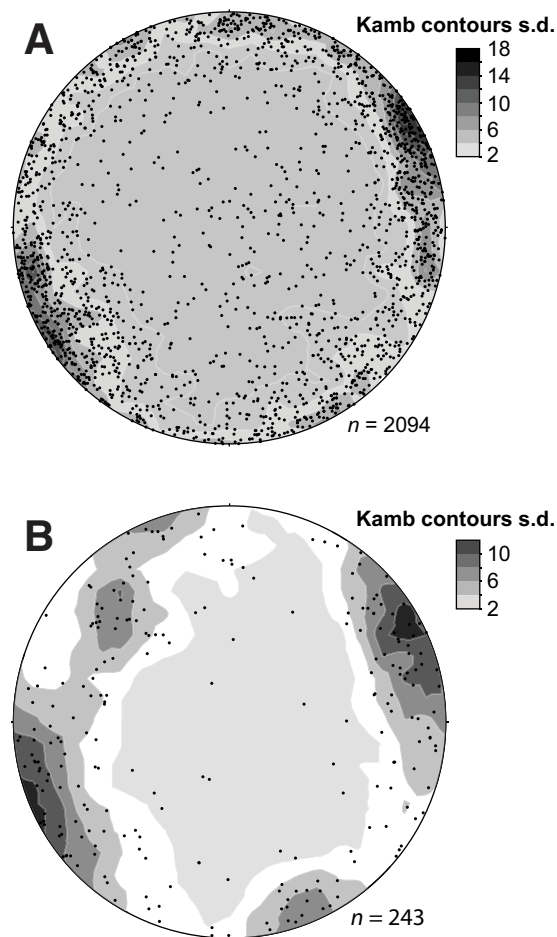 A
Kamb contours s.d.
18
14
10
6
2
n = 2094
B
Kamb contours s.d.
10
6
2
n = 243